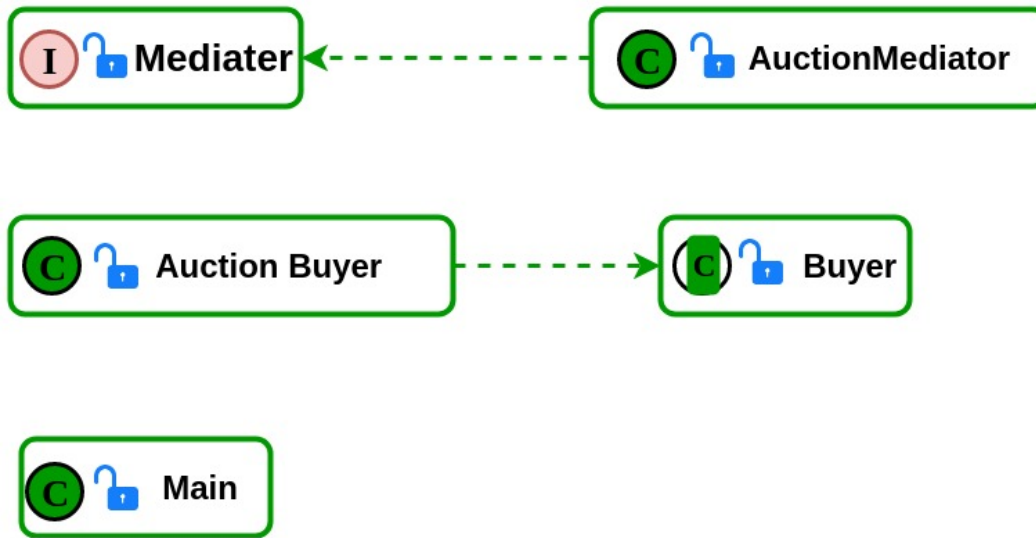 I Mediater
C AuctionMediator
C Auction Buyer
C Buyer
C Main